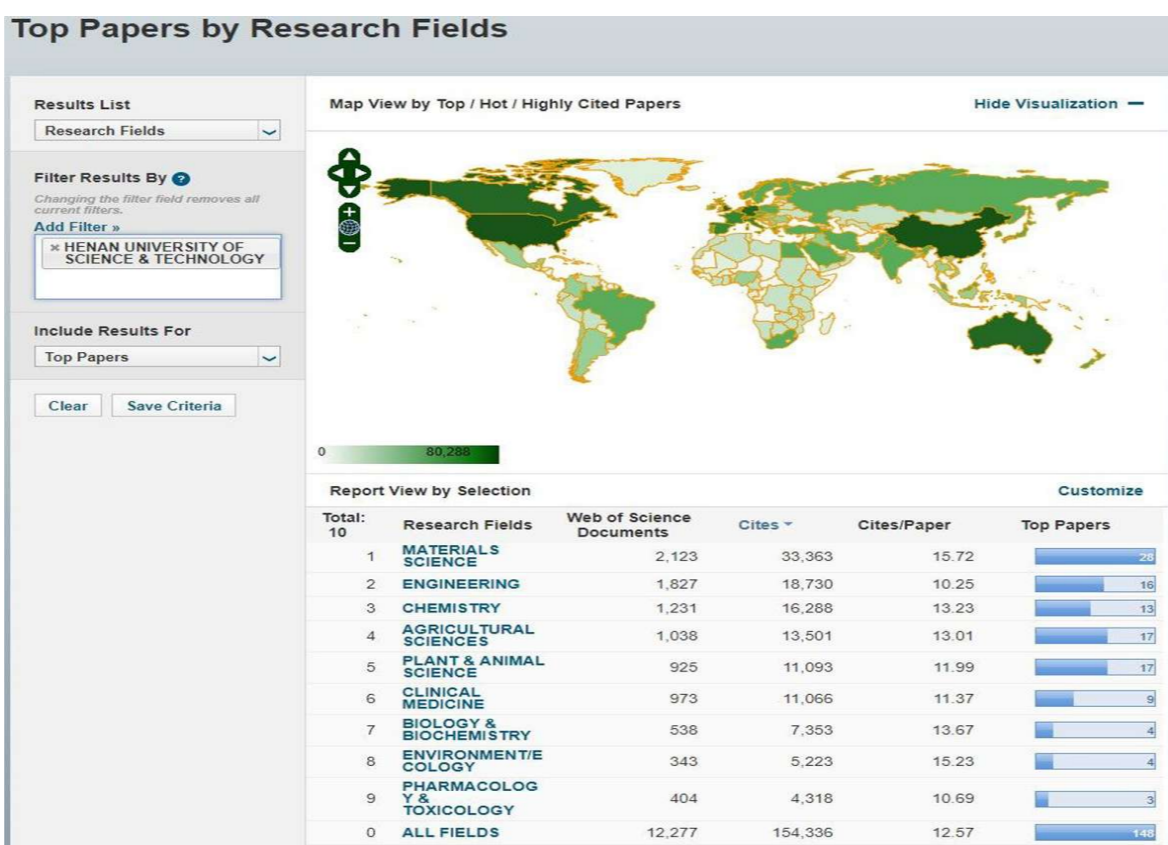 Top Papers by Research Fields
Results List
Research Fields
Filter Results By ?
Changing the filter field removes all
current filters.
Add Filter »
× HENAN UNIVERSITY OF
SCIENCE & TECHNOLOGY
Include Results For
Top Papers
Clear Save Criteria
Map View by Top / Hot / Highly Cited Papers Hide Visualization −
+
−
0 80,288
Report View by Selection Customize
Total:
10 Research Fields Web of Science
Documents Cites Cites/Paper Top Papers
1 MATERIALS
SCIENCE 2,123 33,363 15.72 28
2 ENGINEERING 1,827 18,730 10.25 16
3 CHEMISTRY 1,231 16,288 13.23 13
4 AGRICULTURAL
SCIENCES 1,038 13,501 13.01 17
5 PLANT & ANIMAL
SCIENCE 925 11,093 11.99 17
6 CLINICAL
MEDICINE 973 11,066 11.37 9
7 BIOLOGY &
BIOCHEMISTRY 538 7,353 13.67 4
8 ENVIRONMENT/E
COLOGY 343 5,223 15.23 4
9 PHARMACOLOG
Y &
TOXICOLOGY 404 4,318 10.69 3
0 ALL FIELDS 12,277 154,336 12.57 148